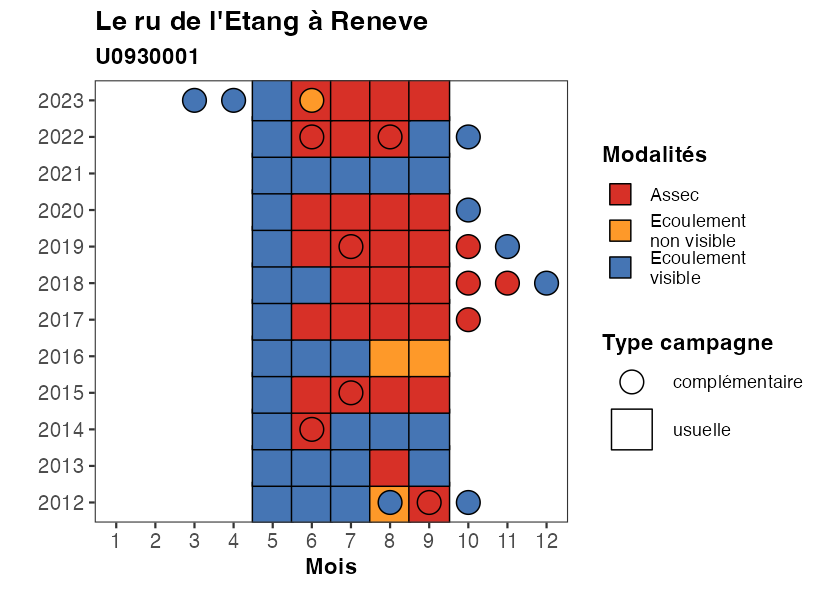 Le ru de l'Etang à Reneve
U0930001
2023
2022
2021
2020
2019
2018
2017
2016
2015
2014
2013
2012
1 2 3 4 5 6 7 8 9 10 11 12
Mois
Modalités
Assec
Ecoulement
non visible
Ecoulement
visible
Type campagne
complémentaire
usuelle